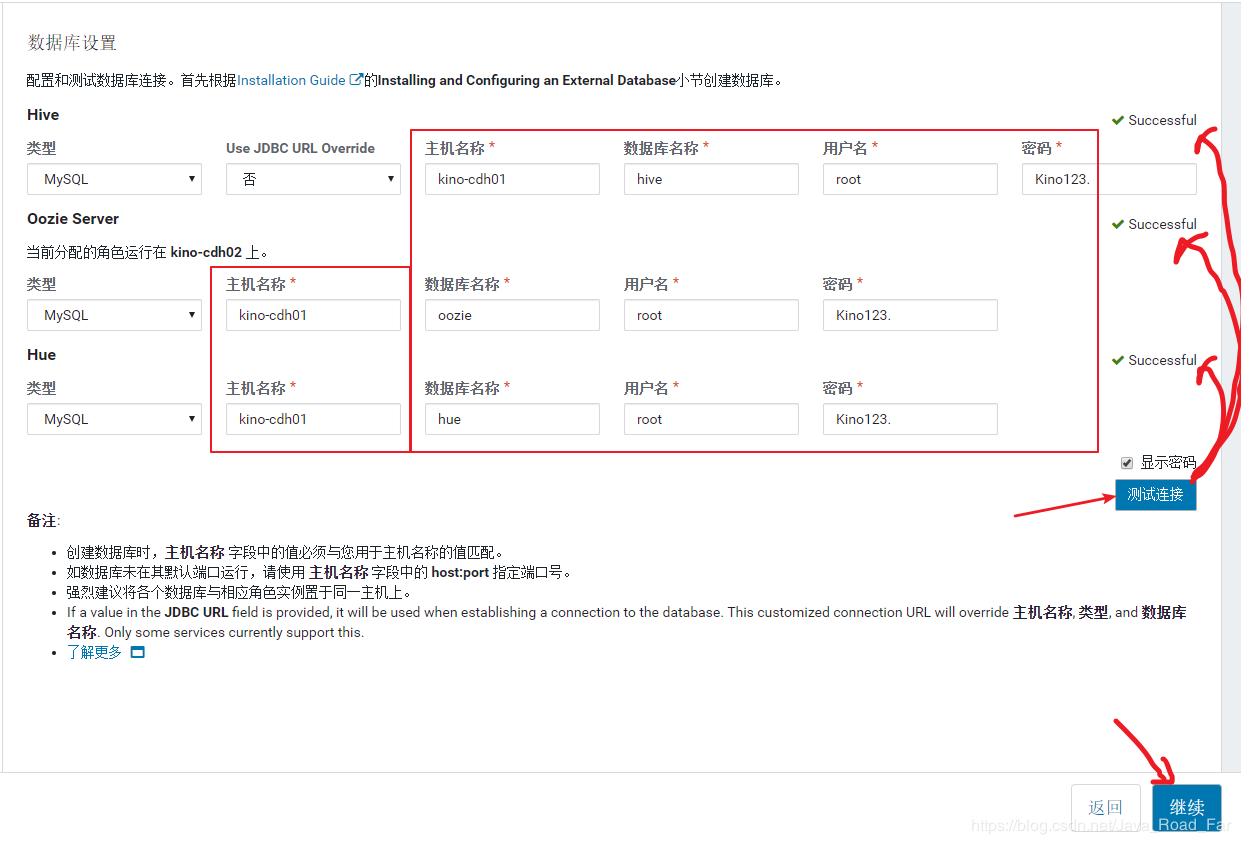 数据库设置
配置和测试数据库连接。首先根据Installation Guide 的Installing and Configuring an External Database小节创建数据库。
Hive
Successful
类型 Use JDBC URL Override 主机名称 * 数据库名称 * 用户名 * 密码 *
MySQL 否 kino-cdh01 hive root Kino123.
Oozie Server
Successful
当前分配的角色运行在 kino-cdh02 上。
类型 主机名称 * 数据库名称 * 用户名 * 密码 *
MySQL kino-cdh01 oozie root Kino123.
Hue
Successful
类型 主机名称 * 数据库名称 * 用户名 * 密码 *
MySQL kino-cdh01 hue root Kino123.
显示密码
测试连接
备注:
• 创建数据库时，主机名称 字段中的值必须与您用于主机名称的值匹配。
• 如数据库未在其默认端口运行，请使用 主机名称 字段中的 host:port 指定端口号。
• 强烈建议将各个数据库与相应角色实例置于同一主机上。
• If a value in the JDBC URL field is provided, it will be used when establishing a connection to the database. This customized connection URL will override 主机名称, 类型, and 数据库
名称. Only some services currently support this.
• 了解更多
返回 继续
https://blog.csdn.net/Java_Road_Far